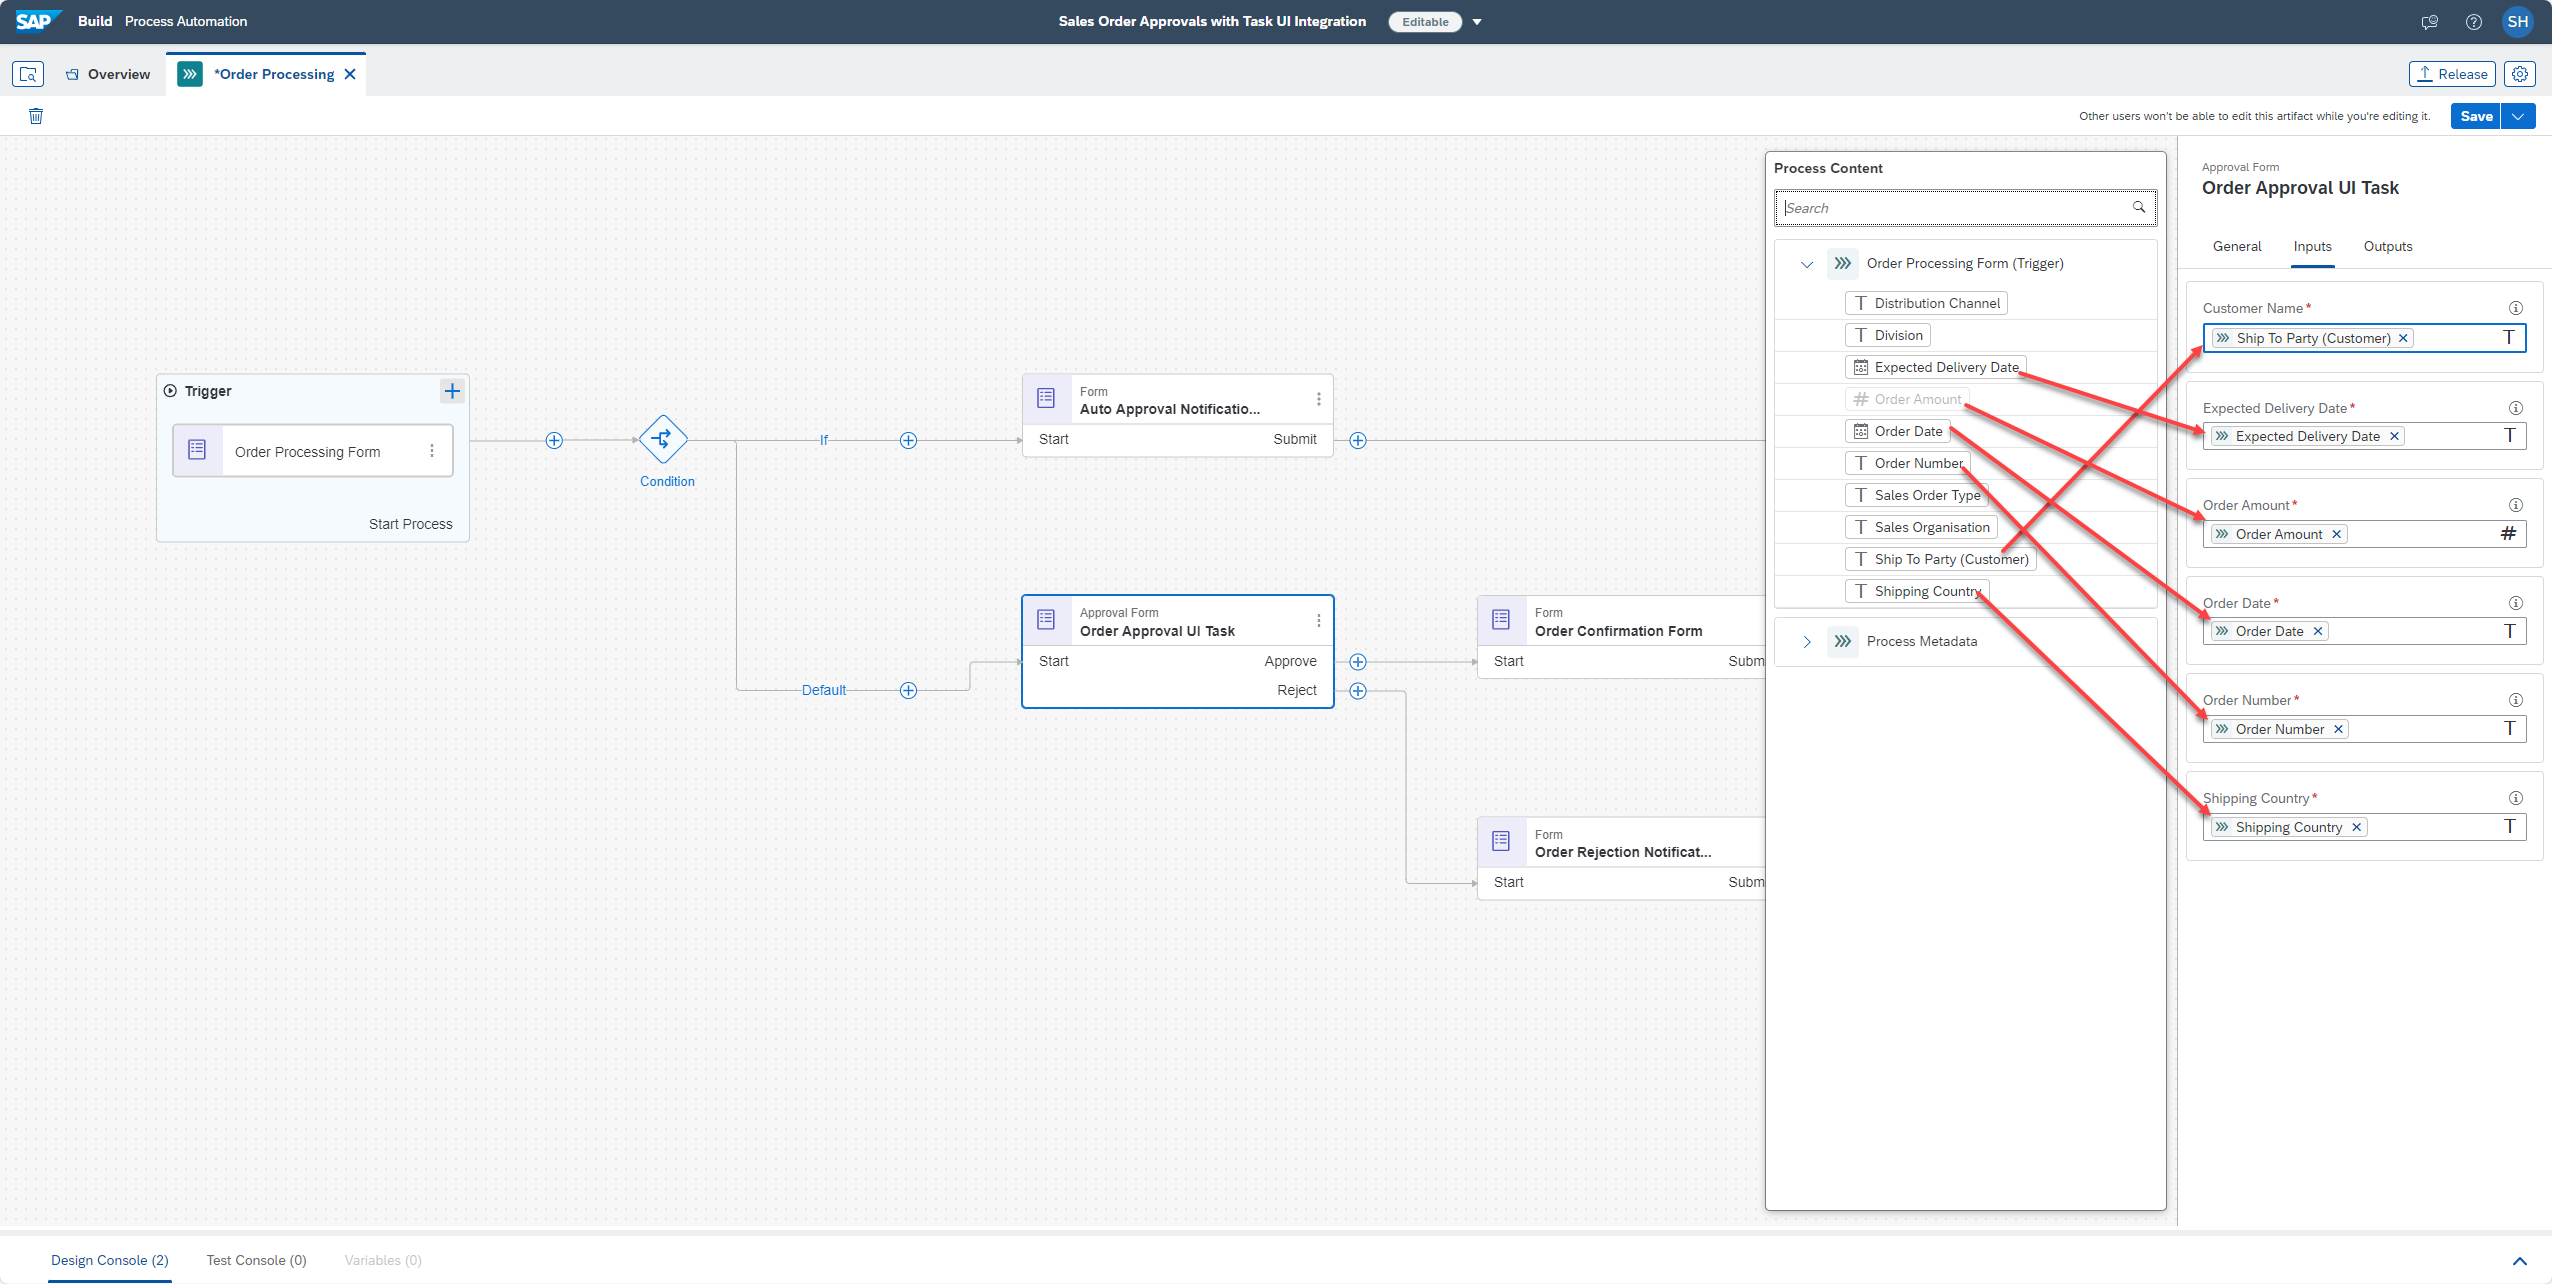 SAP Build Process Automation
Sales Order Approvals with Task UI Integration Editable
SH
Overview
*Order Processing
Release
Other users won't be able to edit this artifact while you're editing it.
Save
Trigger
Order Processing Form
Start Process
Condition
If
Default
Form
Auto Approval Notificatio...
Start Submit
Approval Form
Order Approval UI Task
Start Approve
Reject
Form
Order Confirmation Form
Start Subm
Form
Order Rejection Notificat...
Start Subm
Process Content
Search
Order Processing Form (Trigger)
T Distribution Channel
T Division
Expected Delivery Date
# Order Amount
Order Date
T Order Number
T Sales Order Type
T Sales Organisation
T Ship To Party (Customer)
T Shipping Country
Process Metadata
Approval Form
Order Approval UI Task
General Inputs Outputs
Customer Name*
Ship To Party (Customer) T
Expected Delivery Date*
Expected Delivery Date T
Order Amount*
Order Amount #
Order Date*
Order Date T
Order Number*
Order Number T
Shipping Country*
Shipping Country T
Design Console (2) Test Console (0) Variables (0)